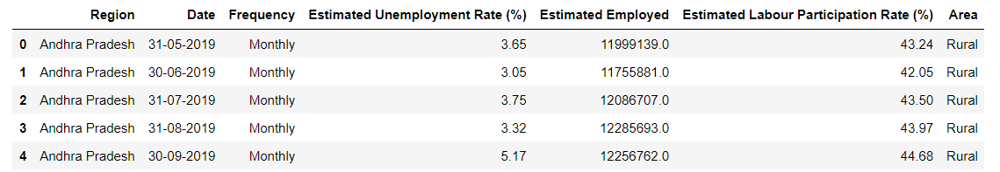 Region Date Frequency Estimated Unemployment Rate (%) Estimated Employed Estimated Labour Participation Rate (%) Area
0 Andhra Pradesh 31-05-2019 Monthly 3.65 11999139.0 43.24 Rural
1 Andhra Pradesh 30-06-2019 Monthly 3.05 11755881.0 42.05 Rural
2 Andhra Pradesh 31-07-2019 Monthly 3.75 12086707.0 43.50 Rural
3 Andhra Pradesh 31-08-2019 Monthly 3.32 12285693.0 43.97 Rural
4 Andhra Pradesh 30-09-2019 Monthly 5.17 12256762.0 44.68 Rural